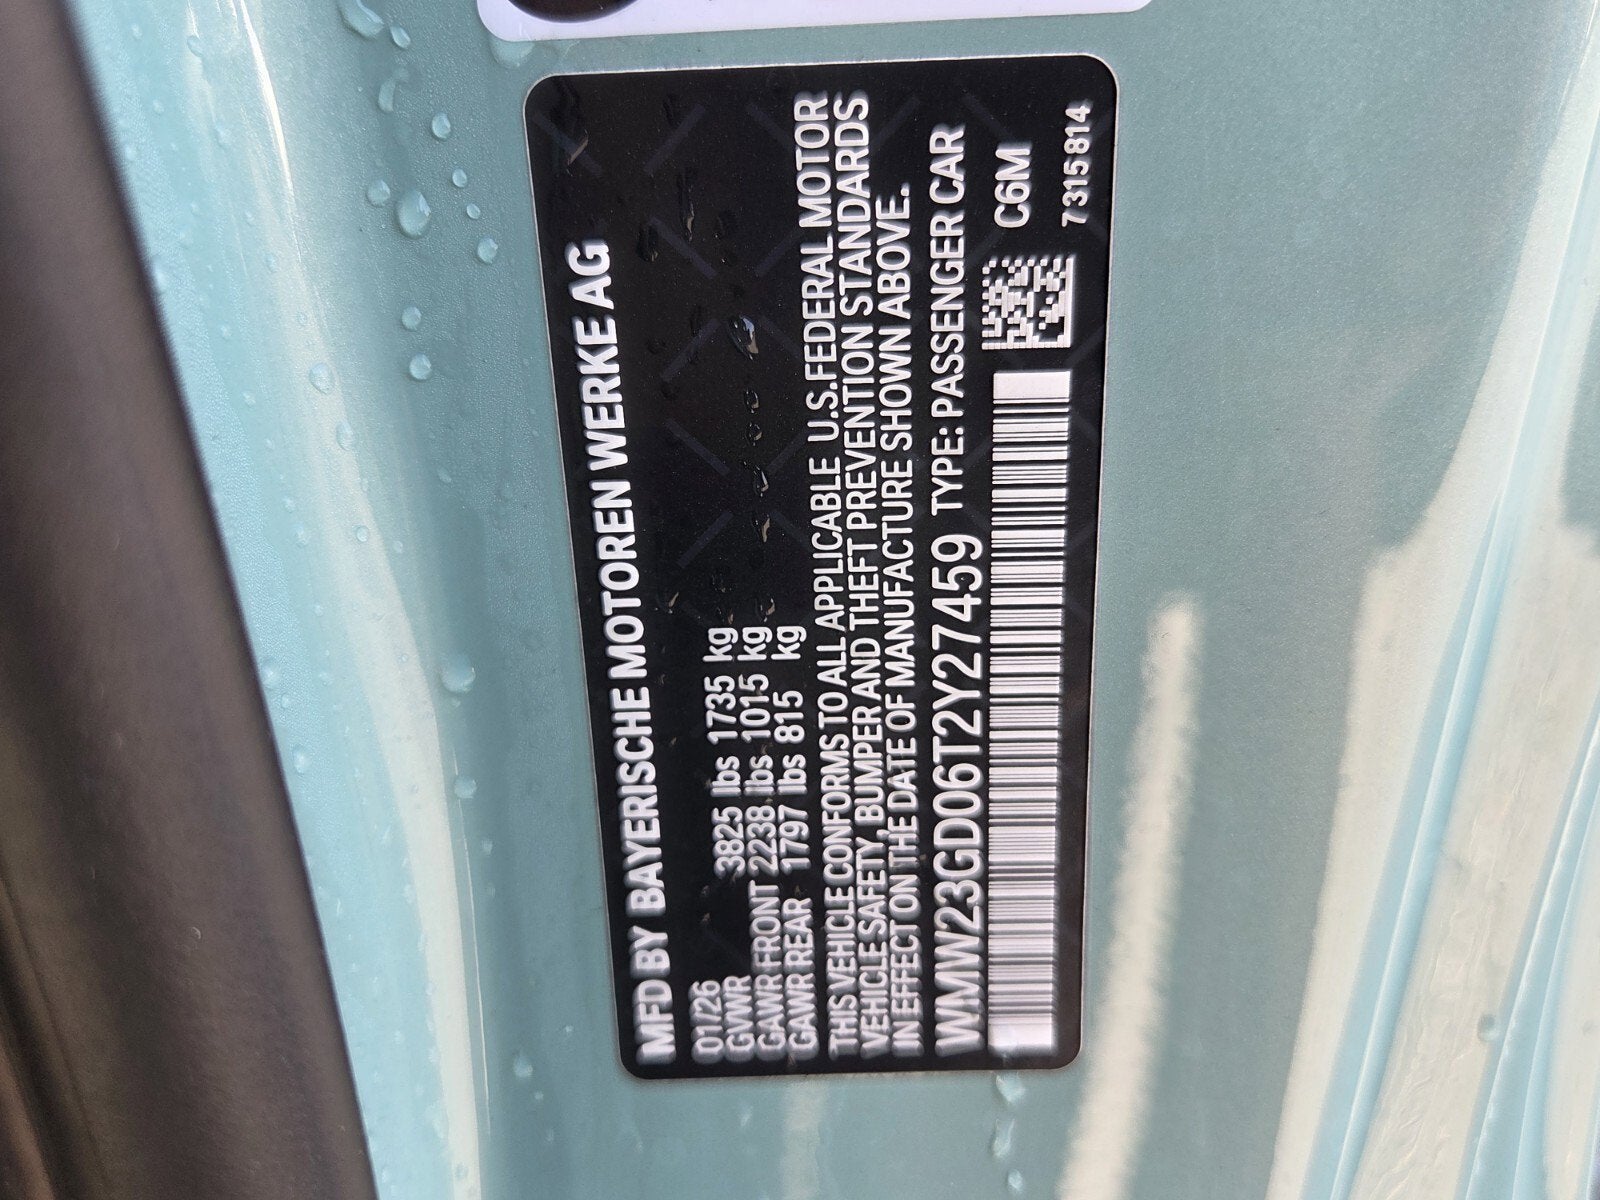 MFD BY BAYERISCHE MOTOREN WERKE AG
01/26
GVWR 3825 lbs 1735 kg
GAWR FRONT 2238 lbs 1015 kg
GAWR REAR 1797 lbs 815 kg
THIS VEHICLE CONFORMS TO ALL APPLICABLE U.S.FEDERAL MOTOR
VEHICLE SAFETY, BUMPER AND THEFT PREVENTION STANDARDS
IN EFFECT ON THE DATE OF MANUFACTURE SHOWN ABOVE.
WMW23GD06T2Y27459 TYPE: PASSENGER CAR
C6M
7315814